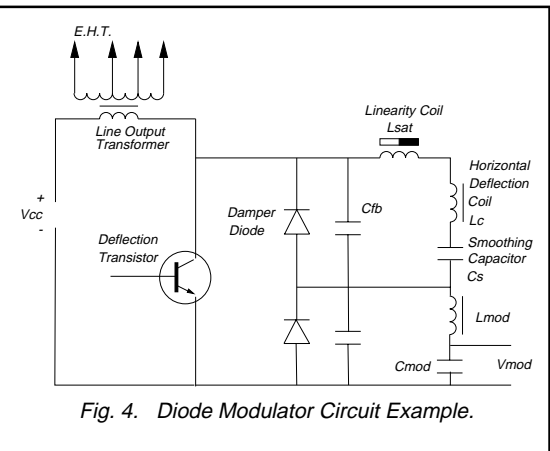 E.H.T.
Line Output
Transformer
Linearity Coil
Lsat
Horizontal
Deflection
Coil
Lc
+
Vcc
-
Damper
Diode
Cfb
Deflection
Transistor
Smoothing
Capacitor
Cs
Lmod
Cmod
Vmod
Fig. 4. Diode Modulator Circuit Example.